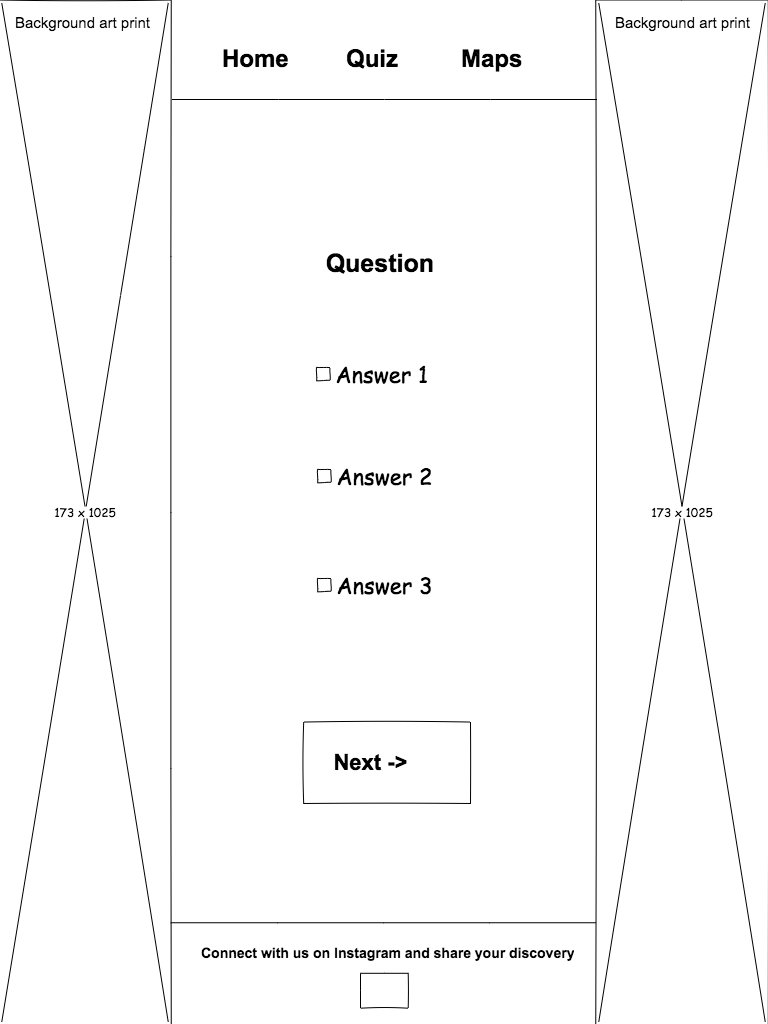 Background art print
Home Quiz Maps
Background art print
Question
Answer 1
Answer 2
173 x 1025
173 x 1025
Answer 3
Next ->
Connect with us on Instagram and share your discovery